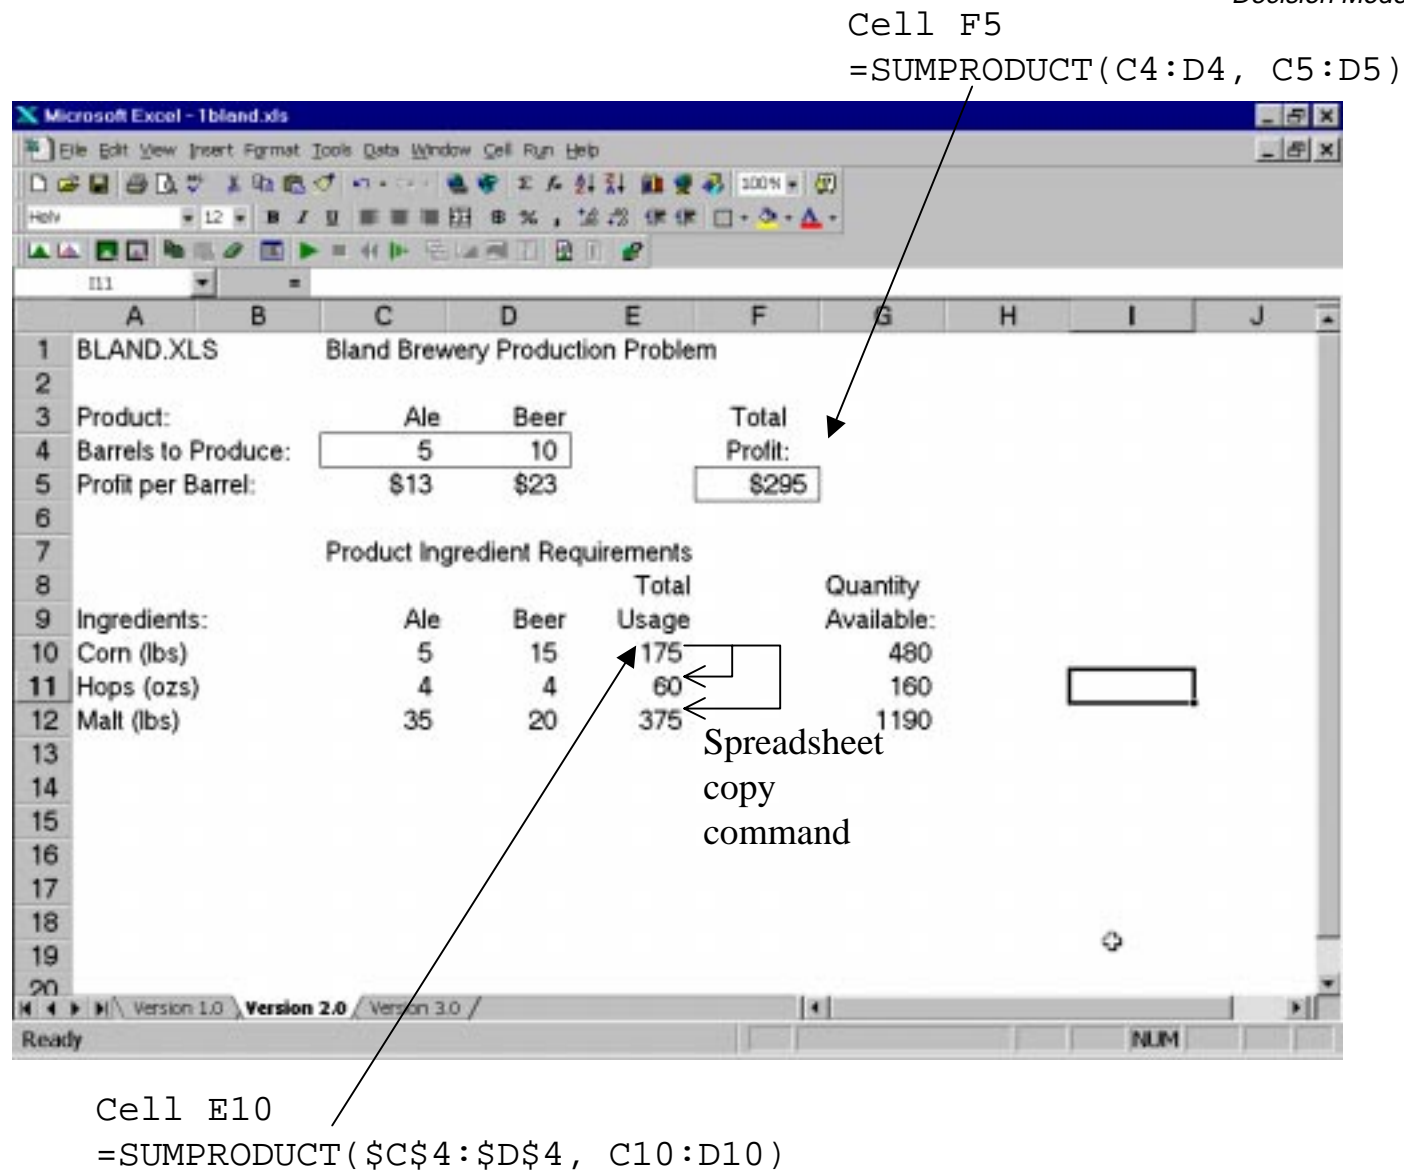 Cell F5
=SUMPRODUCT(C4:D4, C5:D5)
Microsoft Excel - 1bland.xls
File Edit View Insert Format Tools Data Window Cell Run Help
100%
Helv 12 B I U
I11 =
A B C D E F G H I J
1 BLAND.XLS Bland Brewery Production Problem
2
3 Product: Ale Beer Total
4 Barrels to Produce: 5 10 Profit:
5 Profit per Barrel: $13 $23 $295
6
7 Product Ingredient Requirements
8 Total Quantity
9 Ingredients: Ale Beer Usage Available:
10 Corn (lbs) 5 15 175 480
11 Hops (ozs) 4 4 60 160
12 Malt (lbs) 35 20 375 1190
13
14
15
16
17
18
19
20
Spreadsheet
copy
command
Version 1.0 Version 2.0 Version 3.0
Ready NUM
Cell E10
=SUMPRODUCT($C$4:$D$4, C10:D10)